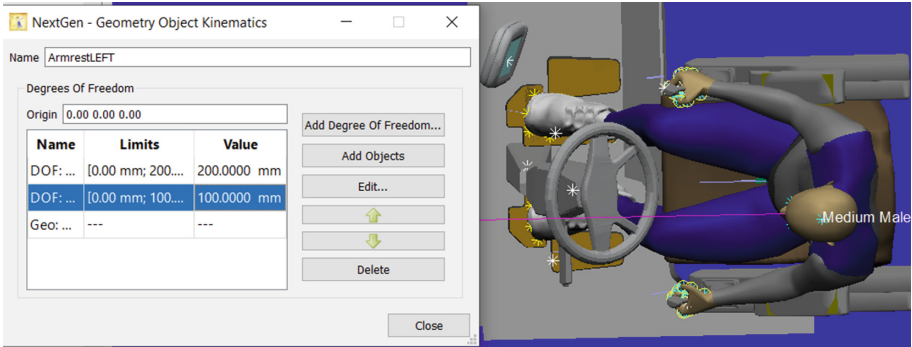 NextGen - Geometry Object Kinematics
Name ArmrestLEFT
Degrees Of Freedom
Origin 0.00 0.00 0.00
Add Degree Of Freedom...
Name Limits Value
Add Objects
DOF: ... [0.00 mm; 200.... 200.0000 mm
Edit...
DOF: ... [0.00 mm; 100.... 100.0000 mm
Geo: ... --- ---
Delete
Close
Medium Male